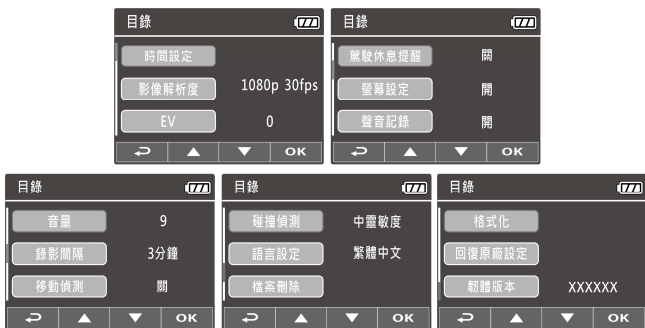 目錄
時間設定
影像解析度 1080p 30fps
EV 0
OK
目錄
駕駛休息提醒 關
螢幕設定 開
聲音記錄 開
OK
目錄
音量 9
錄影間隔 3分鐘
移動偵測 關
OK
目錄
碰撞偵測 中靈敏度
語言設定 繁體中文
檔案刪除
OK
目錄
格式化
回復原廠設定
韌體版本 XXXXXX
OK